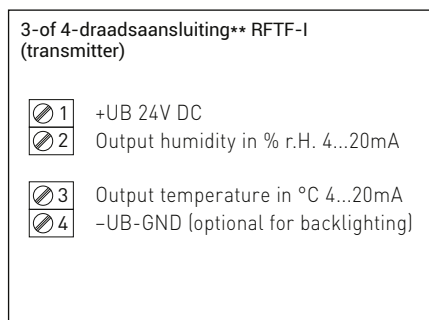 3-of 4-draadsaansluiting** RFTF-I
(transmitter)
1 +UB 24V DC
2 Output humidity in % r.H. 4...20mA
3 Output temperature in °C 4...20mA
4 –UB-GND (optional for backlighting)